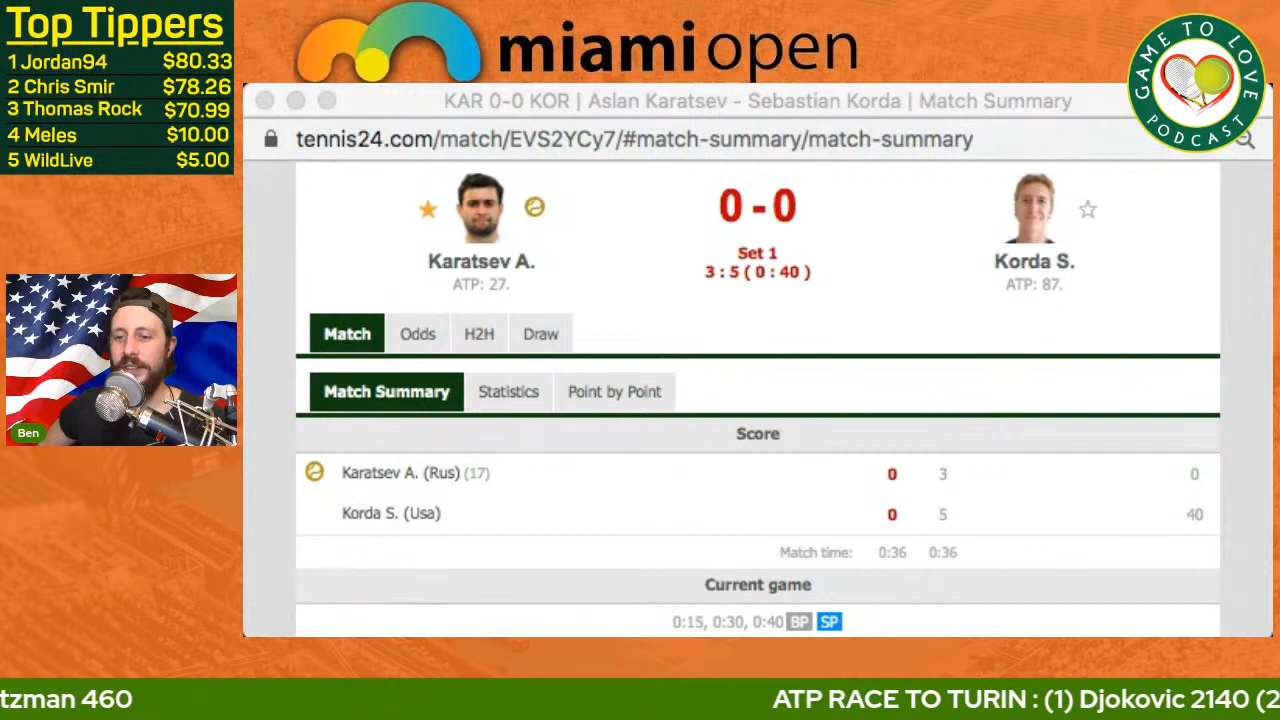 Top Tippers
1 Jordan94 $80.33
2 Chris Smir $78.26
3 Thomas Rock $70.99
4 Meles $10.00
5 WildLive $5.00
miami open
GAME TO LOVE
PODCAST
KAR 0-0 KOR | Aslan Karatsev - Sebastian Korda | Match Summary
tennis24.com/match/EVS2YCy7/#match-summary/match-summary
0 - 0
Set 1
3 : 5 ( 0 : 40 )
Karatsev A.
ATP: 27.
Korda S.
ATP: 87.
Match Odds H2H Draw
Match Summary Statistics Point by Point
Score
Karatsev A. (Rus) (17) 0 3 0
Korda S. (Usa) 0 5 40
Match time: 0:36 0:36
Current game
0:15, 0:30, 0:40 BP SP
Ben
tzman 460 ATP RACE TO TURIN : (1) Djokovic 2140 (2